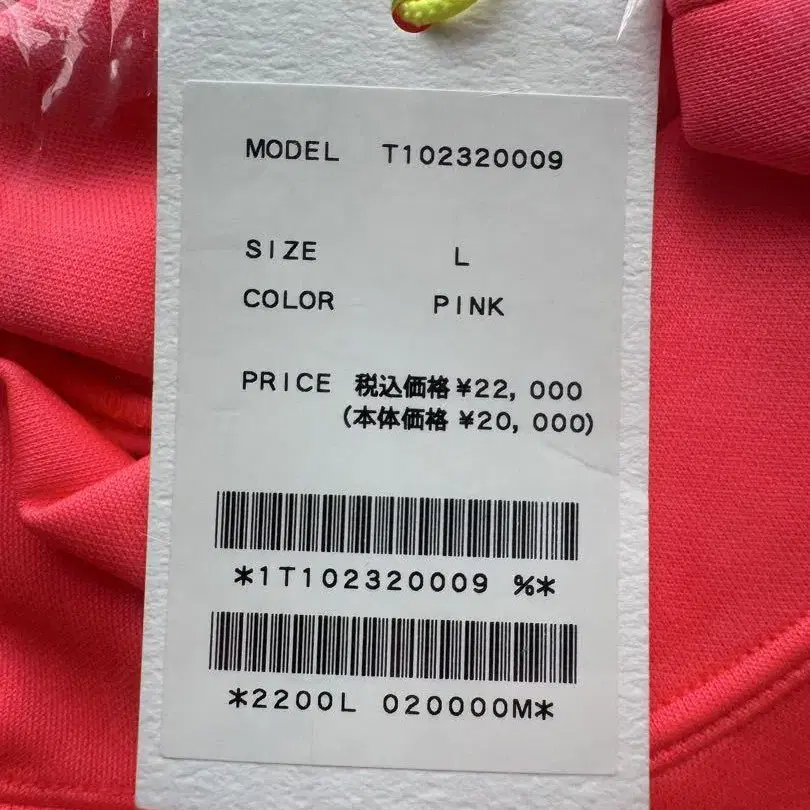 MODEL T102320009
SIZE L
COLOR PINK
PRICE 税込価格 ¥22, 000
(本体価格 ¥20, 000)
*1T102320009 %*
*2200L 020000M*